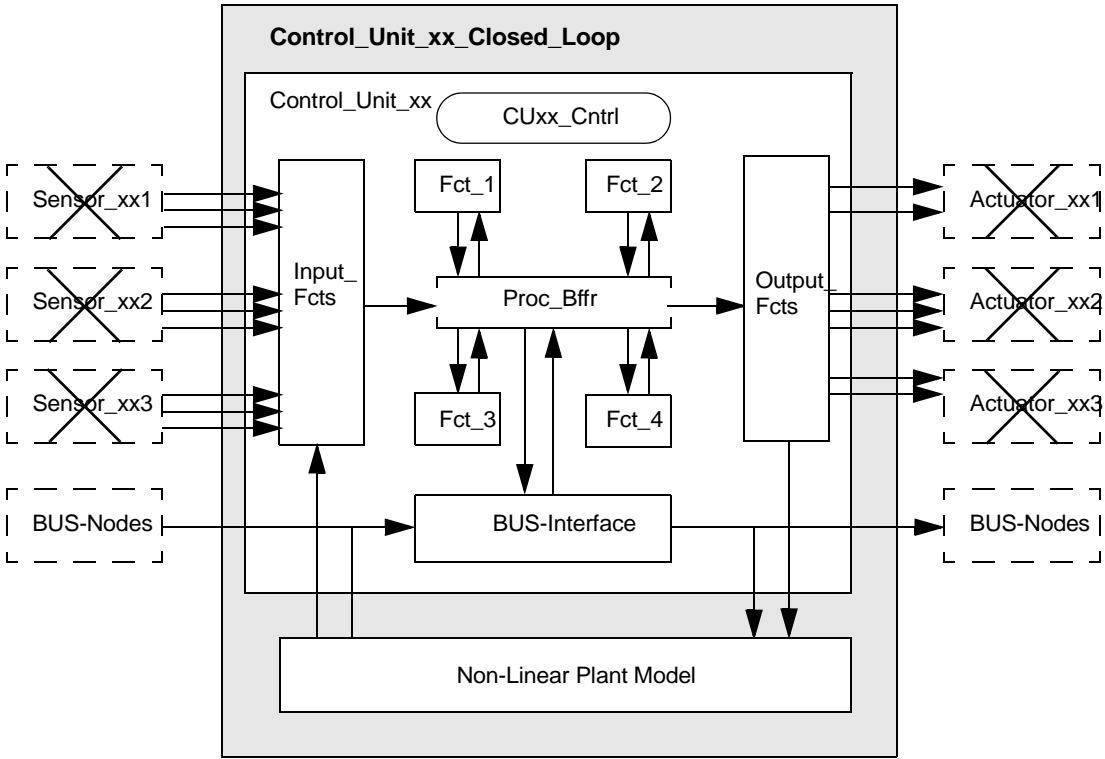 Control_Unit_xx_Closed_Loop
Control_Unit_xx
CUxx_Cntrl
Sensor_xx1
Fct_1
Fct_2
Actuator_xx1
Sensor_xx2
Input_
Fcts
Proc_Bffr
Output_
Fcts
Actuator_xx2
Sensor_xx3
Fct_3
Fct_4
Actuator_xx3
BUS-Nodes
BUS-Interface
BUS-Nodes
Non-Linear Plant Model